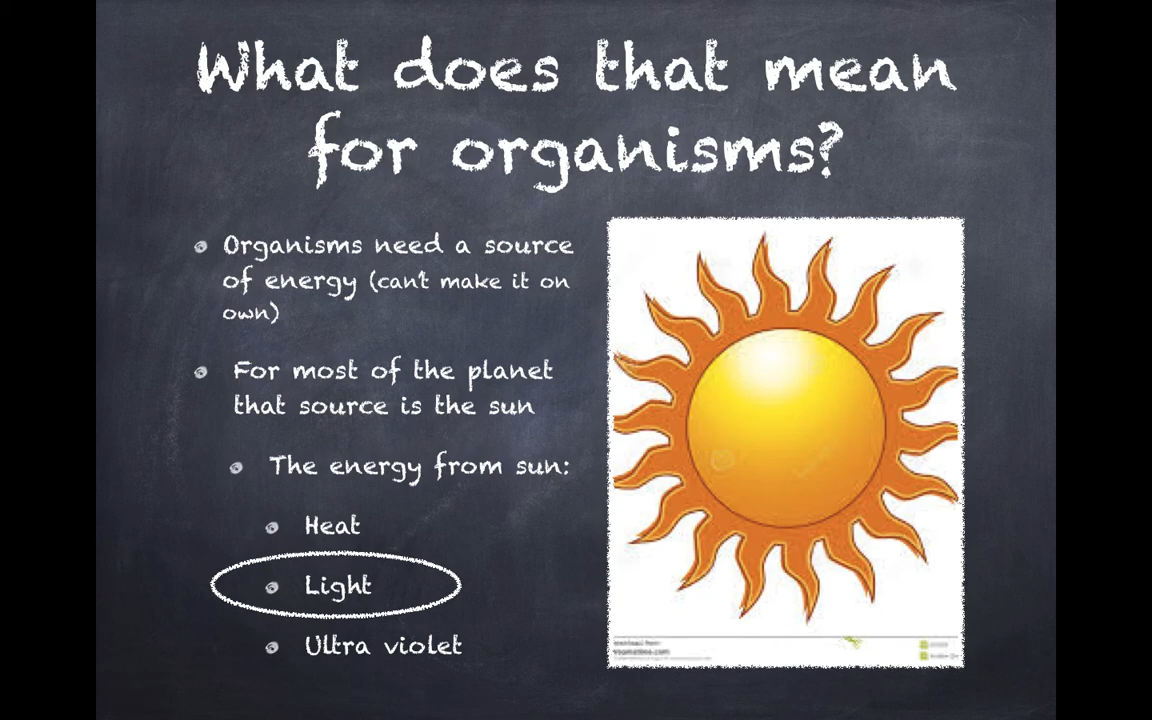 What does that mean
for organisms?
Organisms need a source
of energy (can't make it on
own)
For most of the planet
that source is the sun
The energy from sun:
Heat
Light
Ultra violet